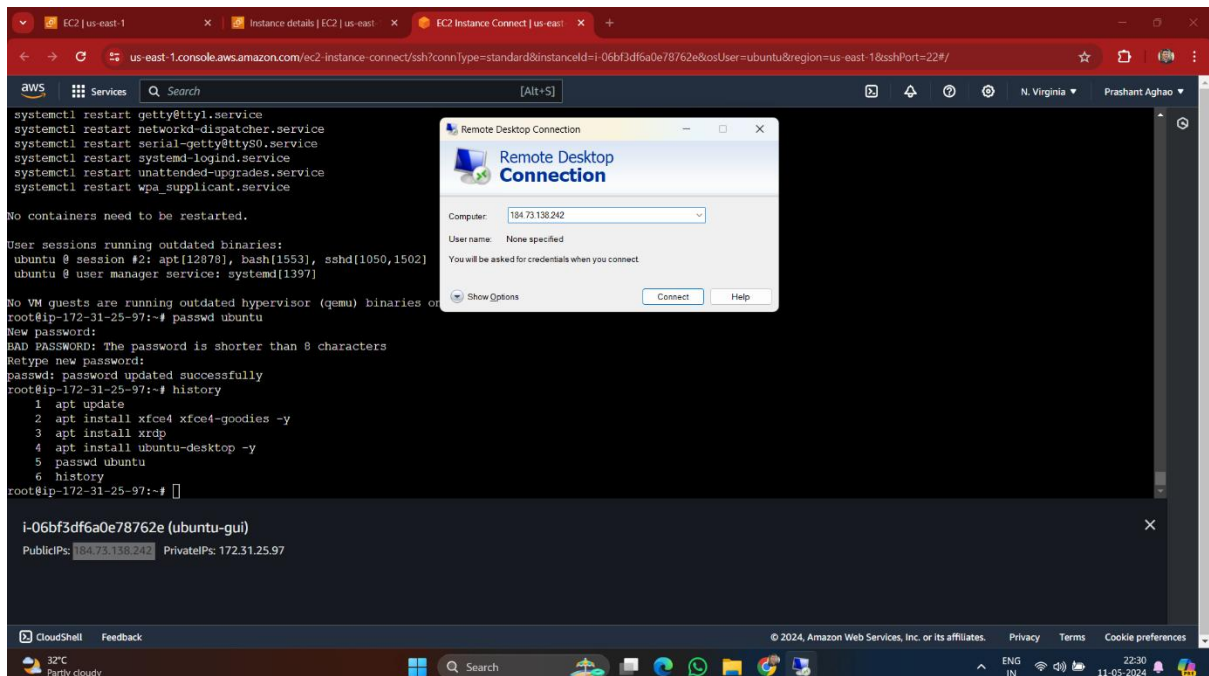 EC2 | us-east-1
Instance details | EC2 | us-east-
EC2 Instance Connect | us-east-
us-east-1.console.aws.amazon.com/ec2-instance-connect/ssh?connType=standard&instanceId=i-06bf3df6a0e78762e&osUser=ubuntu&region=us-east-1&sshPort=22#/
aws Services Search [Alt+S] N. Virginia Prashant Aghao
systemctl restart getty@tty1.service
systemctl restart networkd-dispatcher.service
systemctl restart serial-getty@ttyS0.service
systemctl restart systemd-logind.service
systemctl restart unattended-upgrades.service
systemctl restart wpa_supplicant.service
No containers need to be restarted.
User sessions running outdated binaries:
ubuntu @ session #2: apt[12878], bash[1553], sshd[1050,1502]
ubuntu @ user manager service: systemd[1397]
No VM guests are running outdated hypervisor (qemu) binaries on
root@ip-172-31-25-97:~# passwd ubuntu
New password:
BAD PASSWORD: The password is shorter than 8 characters
Retype new password:
passwd: password updated successfully
root@ip-172-31-25-97:~# history
1 apt update
2 apt install xfce4 xfce4-goodies -y
3 apt install xrdp
4 apt install ubuntu-desktop -y
5 passwd ubuntu
6 history
root@ip-172-31-25-97:~#
Remote Desktop Connection
Remote Desktop
Connection
Computer: 184.73.138.242
User name: None specified
You will be asked for credentials when you connect.
Show Options Connect Help
i-06bf3df6a0e78762e (ubuntu-gui)
PublicIPs: 184.73.138.242 PrivateIPs: 172.31.25.97
CloudShell Feedback © 2024, Amazon Web Services, Inc. or its affiliates. Privacy Terms Cookie preferences
32°C
Partly cloudy
Search
ENG
IN
22:30
11-05-2024